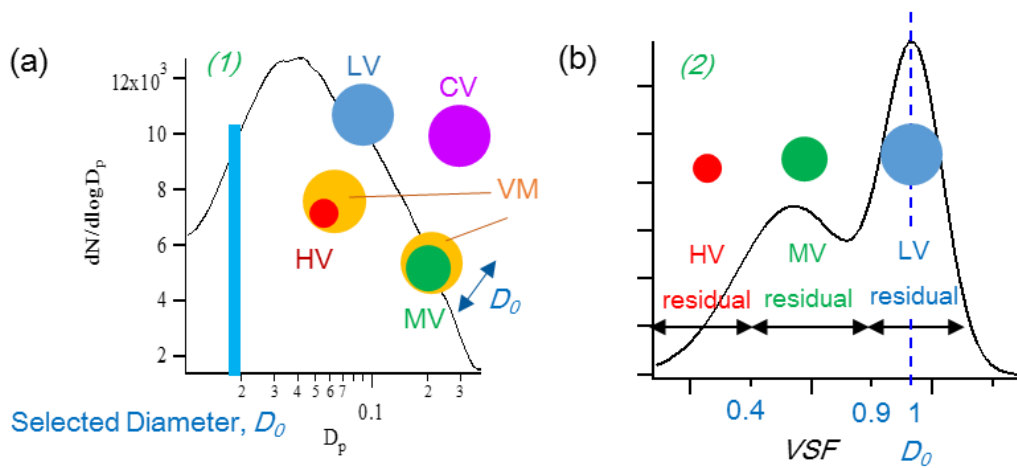 (a)
(1)
LV
CV
12x10³
10
8
6
4
2
dN/dlogDₚ
VM
HV
MV
D₀
2 3 4 5 6 7 0.1 2 3
Selected Diameter, D₀
Dₚ
(b)
(2)
HV MV LV
residual residual residual
0.4 0.9 1
VSF D₀